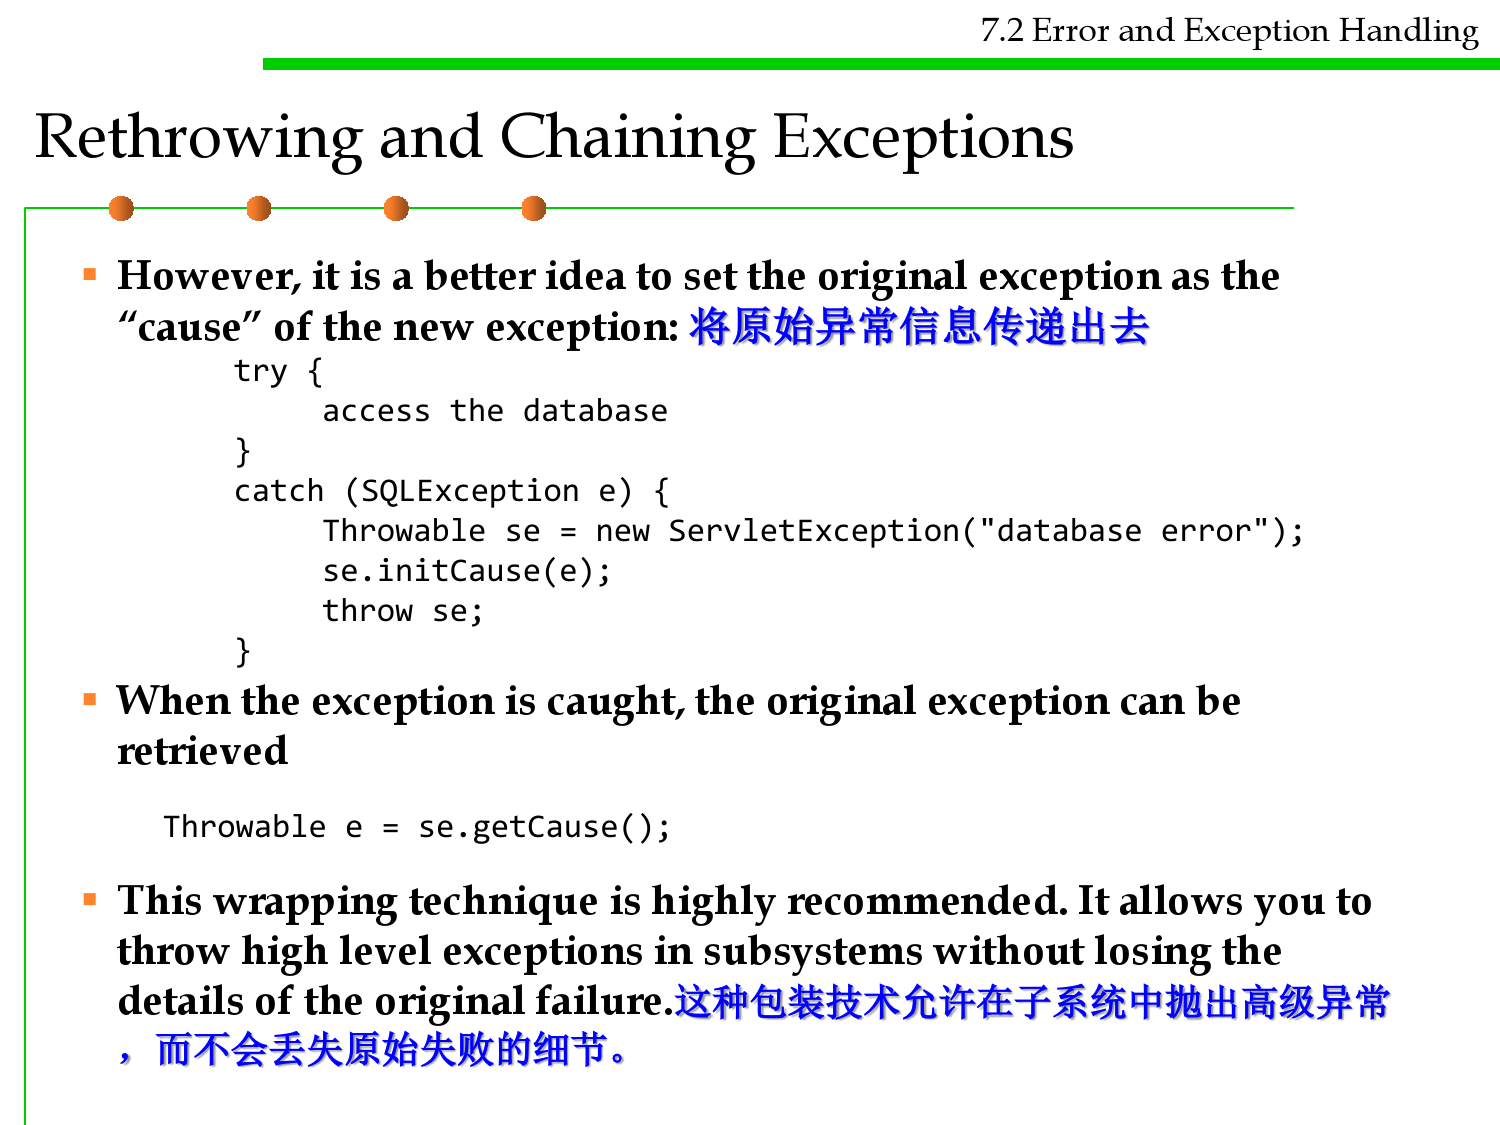 7.2 Error and Exception Handling
Rethrowing and Chaining Exceptions
However, it is a better idea to set the original exception as the
“cause” of the new exception: 将原始异常信息传递出去
try {
access the database
}
catch (SQLException e) {
Throwable se = new ServletException("database error");
se.initCause(e);
throw se;
}
When the exception is caught, the original exception can be
retrieved
Throwable e = se.getCause();
This wrapping technique is highly recommended. It allows you to
throw high level exceptions in subsystems without losing the
details of the original failure.这种包装技术允许在子系统中抛出高级异常
，而不会丢失原始失败的细节。